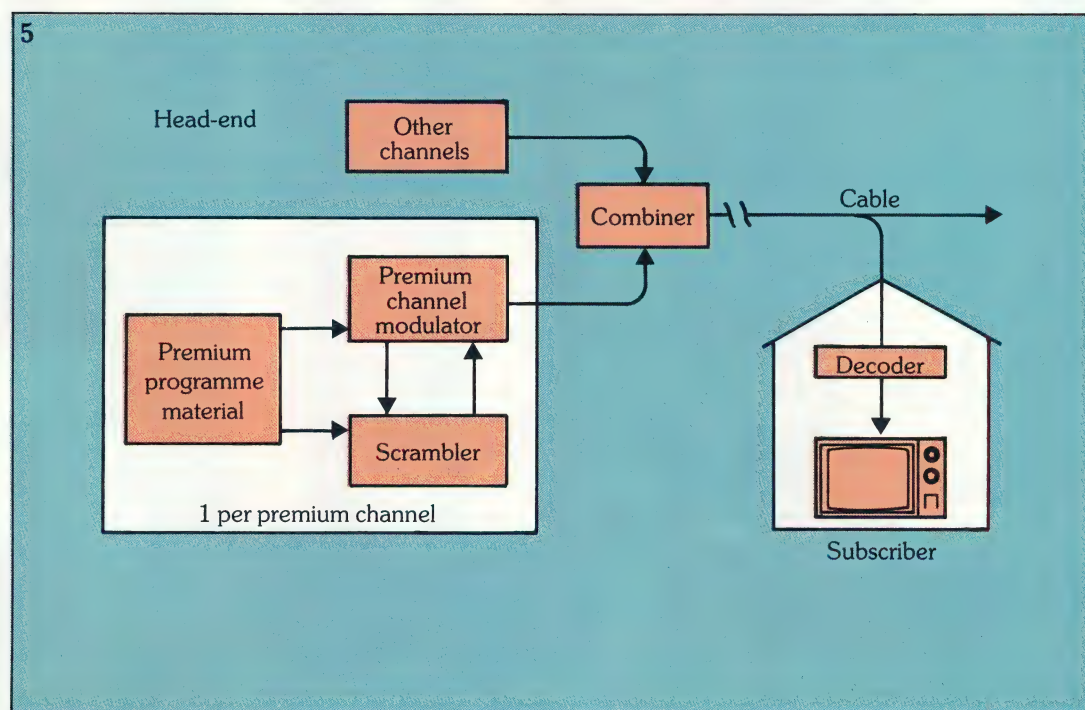 5
Head-end
Other
channels
Combiner
Cable
Premium
channel
modulator
Premium
programme
material
Scrambler
1 per premium channel
Decoder
Subscriber